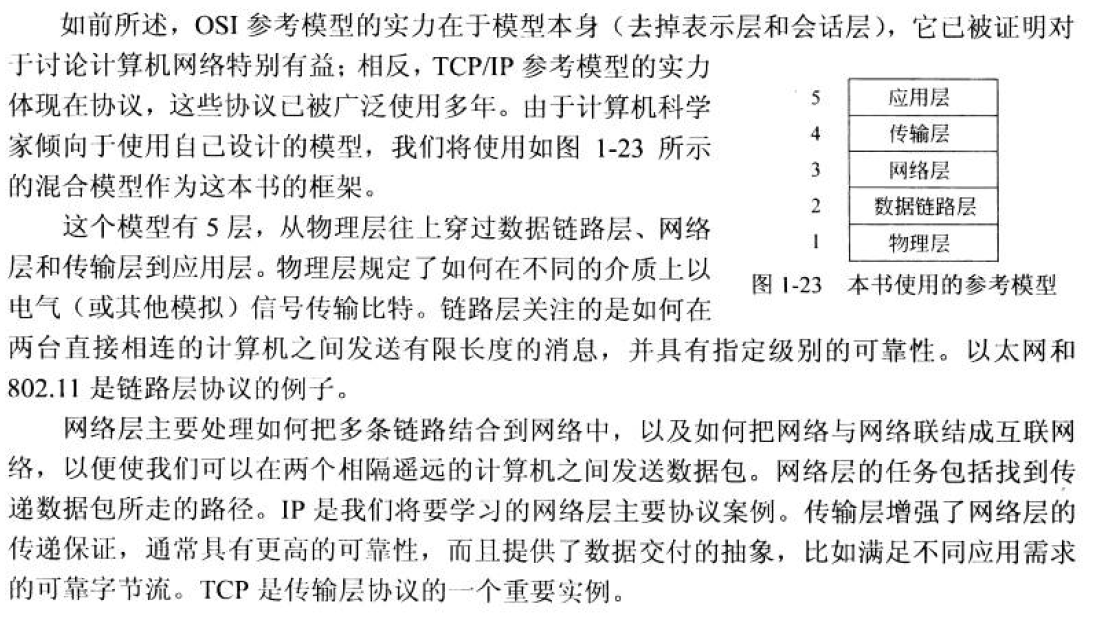 如前所述，OSI 参考模型的实力在于模型本身（去掉表示层和会话层），它已被证明对
于讨论计算机网络特别有益；相反，TCP/IP 参考模型的实力
体现在协议，这些协议已被广泛使用多年。由于计算机科学
家倾向于使用自己设计的模型，我们将使用如图 1-23 所示
的混合模型作为这本书的框架。
这个模型有 5 层，从物理层往上穿过数据链路层、网络
层和传输层到应用层。物理层规定了如何在不同的介质上以
电气（或其他模拟）信号传输比特。链路层关注的是如何在
5 应用层
4 传输层
3 网络层
2 数据链路层
1 物理层
图 1-23 本书使用的参考模型
两台直接相连的计算机之间发送有限长度的消息，并具有指定级别的可靠性。以太网和
802.11 是链路层协议的例子。
网络层主要处理如何把多条链路结合到网络中，以及如何把网络与网络联结成互联网
络，以便使我们可以在两个相隔遥远的计算机之间发送数据包。网络层的任务包括找到传
递数据包所走的路径。IP 是我们将要学习的网络层主要协议案例。传输层增强了网络层的
传递保证，通常具有更高的可靠性，而且提供了数据交付的抽象，比如满足不同应用需求
的可靠字节流。TCP 是传输层协议的一个重要实例。